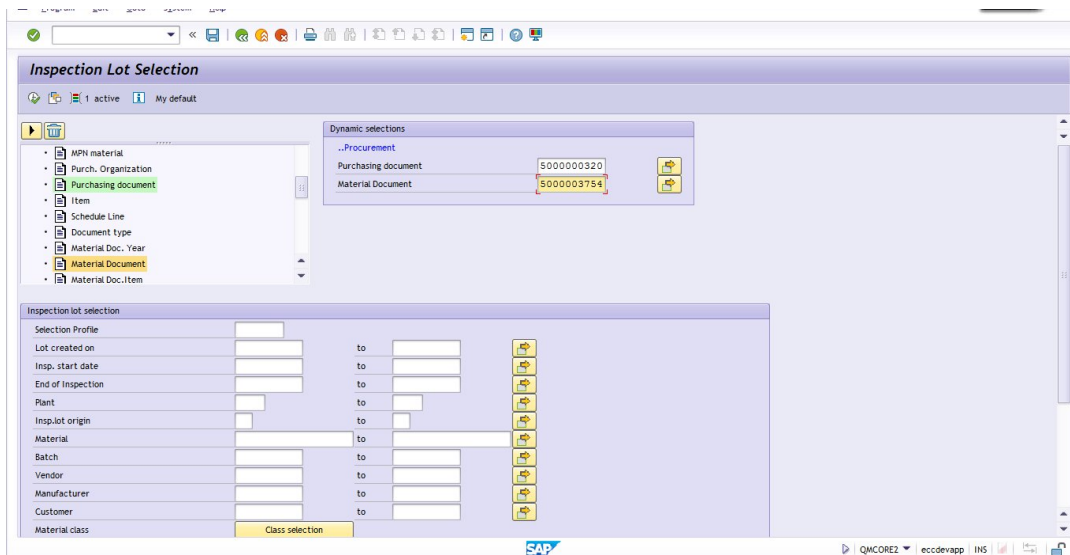 Inspection Lot Selection
1 active My default
Dynamic selections
..Procurement
Purchasing document 5000000320
Material Document 5000003754
MPN material
Purch. Organization
Purchasing document
Item
Schedule Line
Document type
Material Doc. Year
Material Document
Material Doc.Item
Inspection lot selection
Selection Profile
Lot created on to
Insp. start date to
End of Inspection to
Plant to
Insp.lot origin to
Material to
Batch to
Vendor to
Manufacturer to
Customer to
Material class Class selection
SAP
QMCORE2 eccdevapp INS